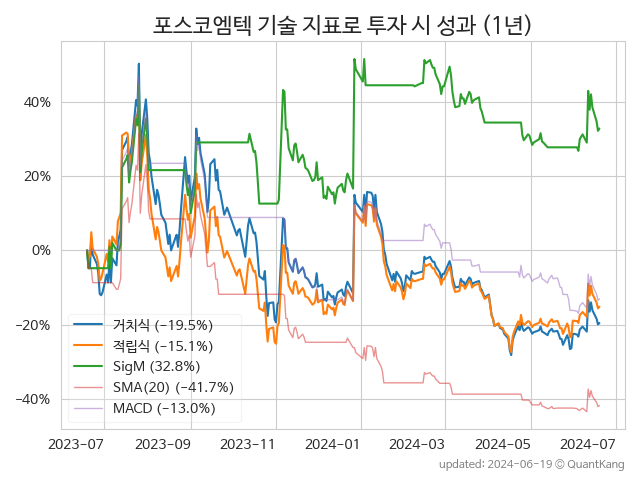 포스코엠텍 기술 지표로 투자 시 성과 (1년)
40%
20%
0%
−20%
−40%
거치식 (−19.5%)
적립식 (−15.1%)
SigM (32.8%)
SMA(20) (−41.7%)
MACD (−13.0%)
2023-07 2023-09 2023-11 2024-01 2024-03 2024-05 2024-07
updated: 2024-06-19 ⓒ QuantKang